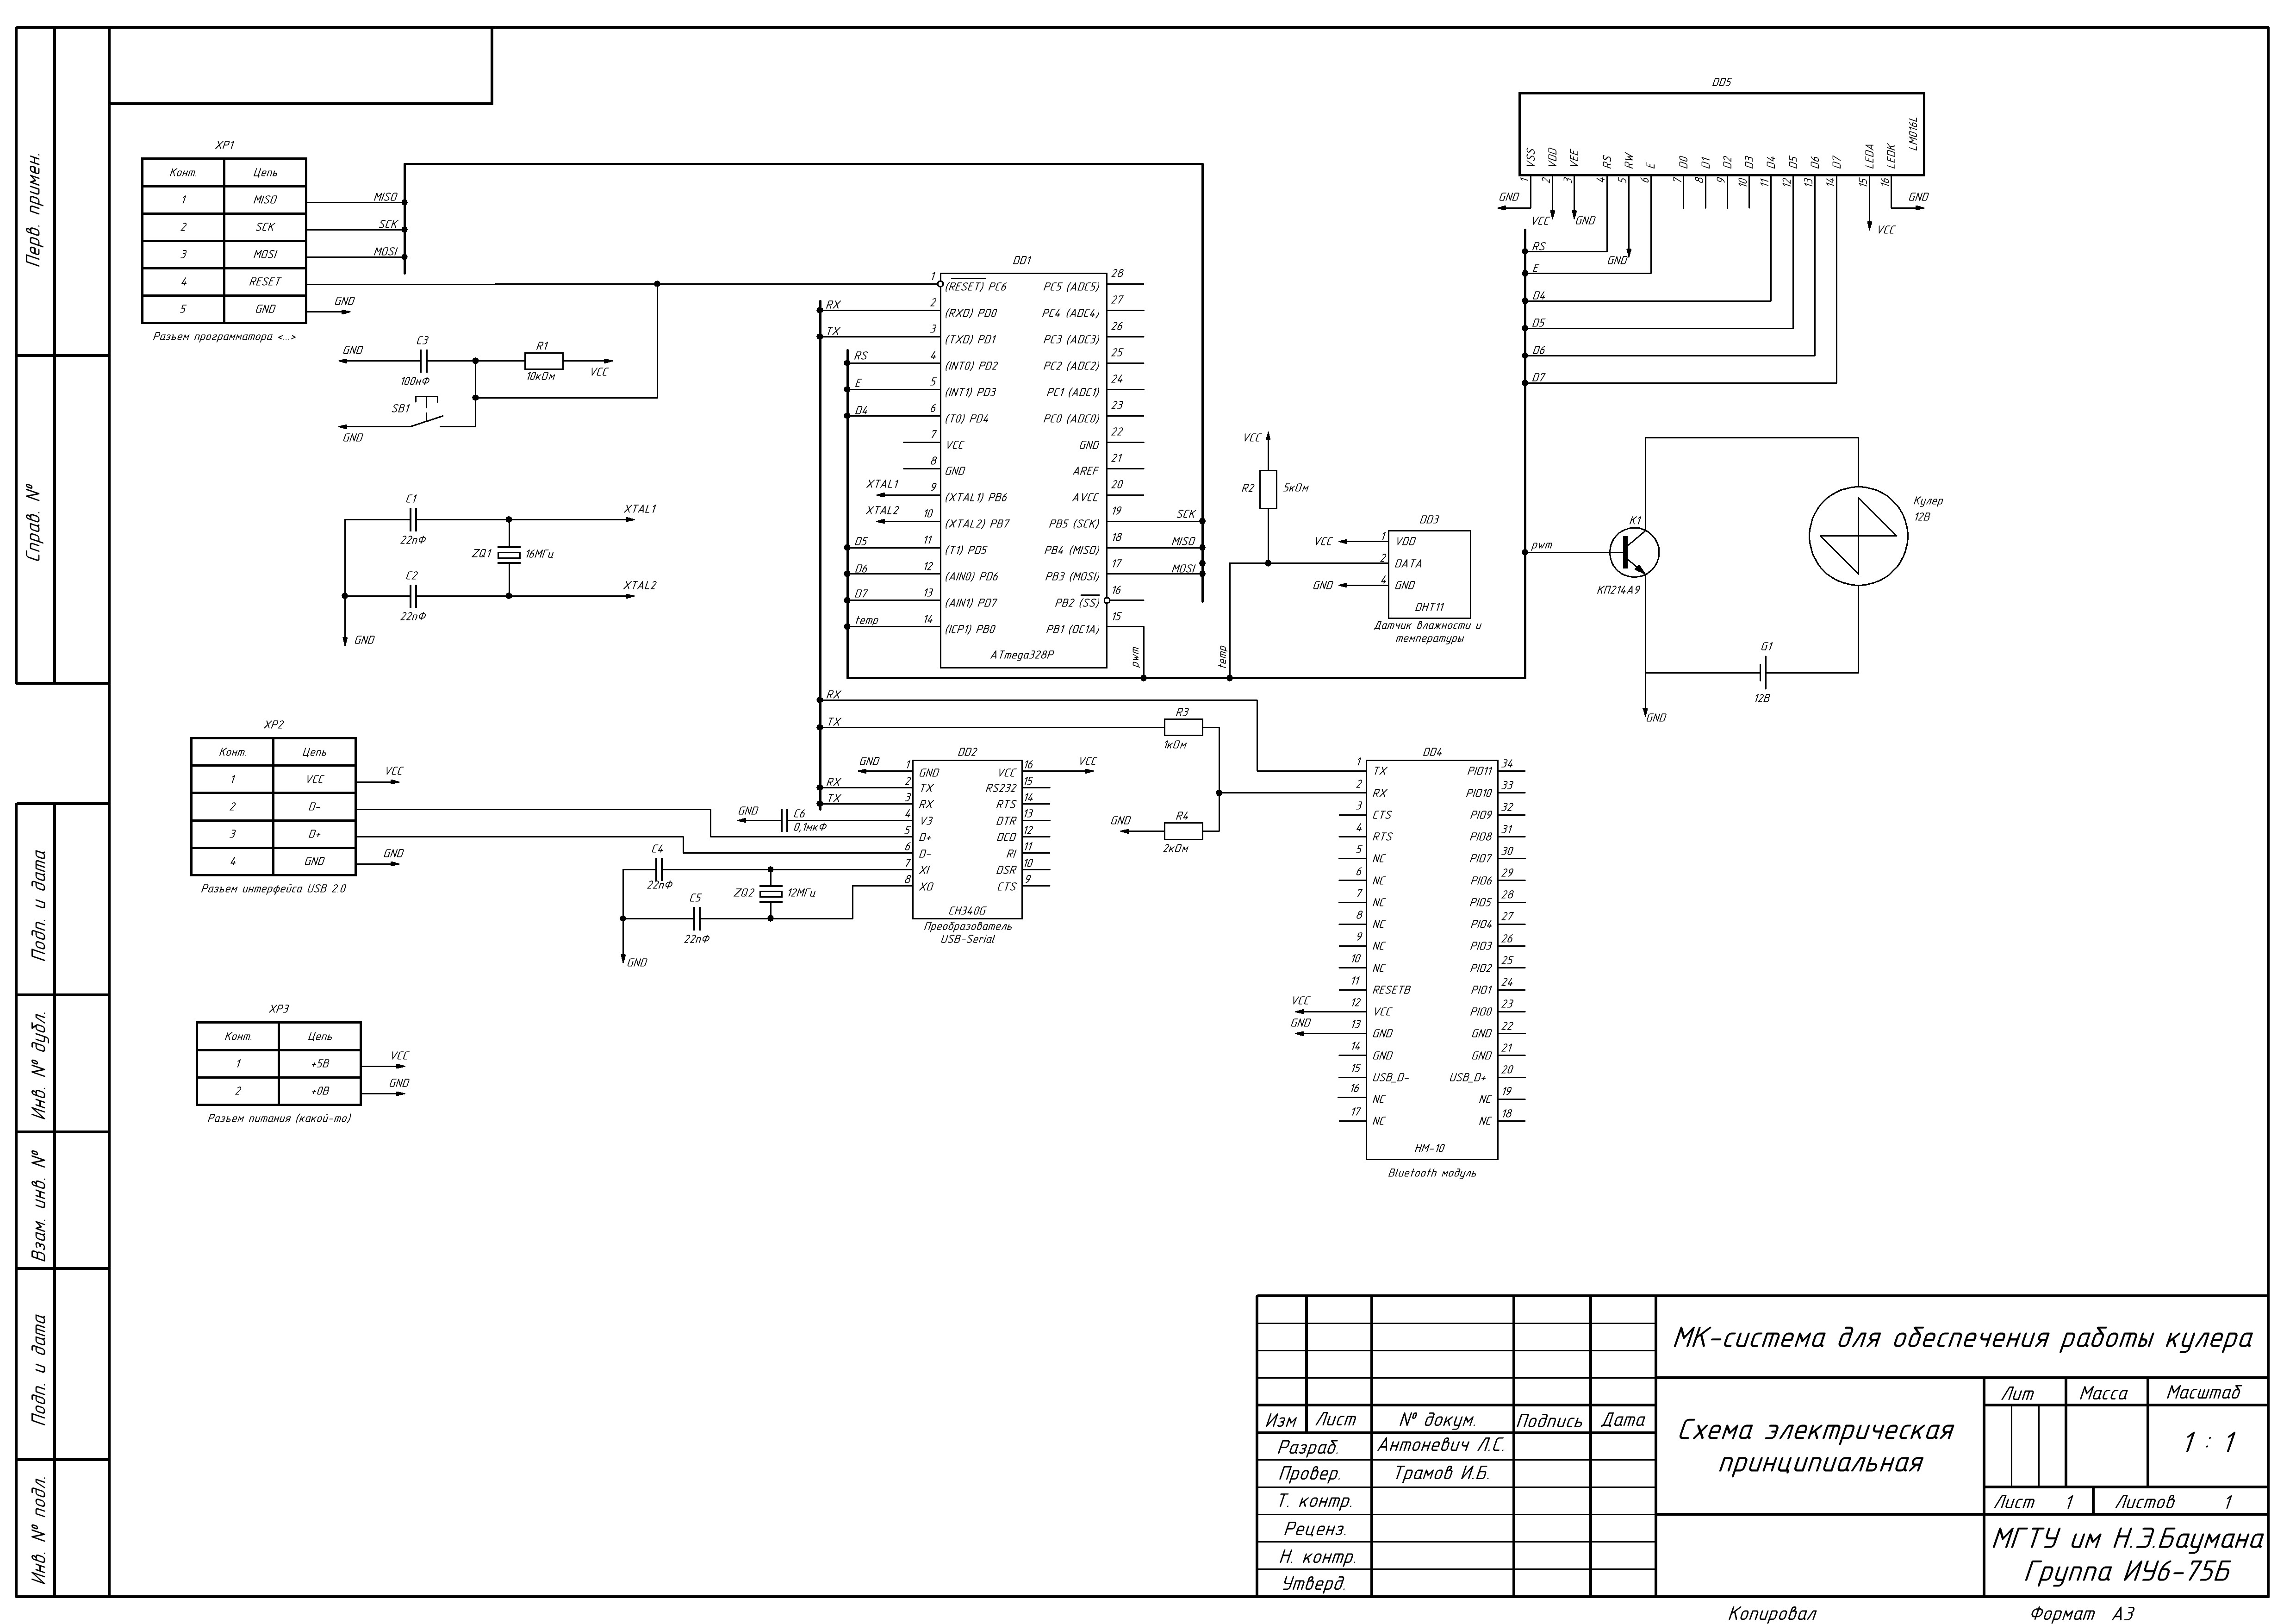 Перв. примен.
Справ. №
Подп. и дата
Инв. № дубл.
Взам. инв. №
Подп. и дата
Инв. № подл.
XP1
Конт. Цепь
1 MISO MISO
2 SCK SCK
3 MOSI MOSI
4 RESET
5 GND GND
Разъем программатора <...>
GND C3 100нФ R1 10кОм VCC
SB1 GND
C1 22пФ XTAL1
ZQ1 16МГц
C2 22пФ XTAL2
GND
XP2
Конт. Цепь
1 VCC VCC
2 D-
3 D+
4 GND GND
Разъем интерфейса USB 2.0
XP3
Конт. Цепь
1 +5В VCC
2 +0В GND
Разъем питания (какой-то)
DD1
1 (RESET) PC6
RX 2 (RXD) PD0
TX 3 (TXD) PD1
RS 4 (INT0) PD2
E 5 (INT1) PD3
D4 6 (T0) PD4
7 VCC
8 GND
XTAL1 9 (XTAL1) PB6
XTAL2 10 (XTAL2) PB7
D5 11 (T1) PD5
D6 12 (AIN0) PD6
D7 13 (AIN1) PD7
temp 14 (ICP1) PB0
PC5 (ADC5) 28
PC4 (ADC4) 27
PC3 (ADC3) 26
PC2 (ADC2) 25
PC1 (ADC1) 24
PC0 (ADC0) 23
GND 22
AREF 21
AVCC 20
PB5 (SCK) 19 SCK
PB4 (MISO) 18 MISO
PB3 (MOSI) 17 MOSI
PB2 (SS) 16
PB1 (OC1A) 15
ATmega328P
pwm
temp
VCC
R2 5кОм
DD3
VCC 1 VDD
2 DATA
GND 4 GND
DHT11
Датчик влажности и
температуры
DD5
LM016L
VSS VDD VEE RS RW E D0 D1 D2 D3 D4 D5 D6 D7 LEDA LEDK
1 2 3 4 5 6 7 8 9 10 11 12 13 14 15 16
GND VCC GND GND VCC GND
RS
E
D4
D5
D6
D7
pwm
K1
КП214А9
Кулер
12В
G1
12В
GND
RX
TX
R3
1кОм
R4
2кОм
GND
DD2
GND 1 GND
RX 2 TX
TX 3 RX
4 V3
5 D+
6 D-
7 XI
8 XO
VCC 16 VCC
RS232 15
RTS 14
DTR 13
DCD 12
RI 11
DSR 10
CTS 9
CH340G
Преобразователь
USB-Serial
GND C6 0,1мкФ
C4 22пФ
ZQ2 12МГц
C5 22пФ
GND
DD4
1 TX
2 RX
3 CTS
4 RTS
5 NC
6 NC
7 NC
8 NC
9 NC
10 NC
11 RESETB
VCC 12 VCC
GND 13 GND
14 GND
15 USB_D-
16 NC
17 NC
PIO11 34
PIO10 33
PIO9 32
PIO8 31
PIO7 30
PIO6 29
PIO5 28
PIO4 27
PIO3 26
PIO2 25
PIO1 24
PIO0 23
GND 22
GND 21
USB_D+ 20
NC 19
NC 18
HM-10
Bluetooth модуль
МК-система для обеспечения работы кулера
Изм Лист № докум. Подпись Дата
Разраб. Антоневич Л.С.
Провер. Трамов И.Б.
Т. контр.
Реценз.
Н. контр.
Утверд.
Схема электрическая
принципиальная
Лит Масса Масштаб
1 : 1
Лист 1 Листов 1
МГТУ им Н.Э.Баумана
Группа ИУ6-75Б
Копировал Формат А3